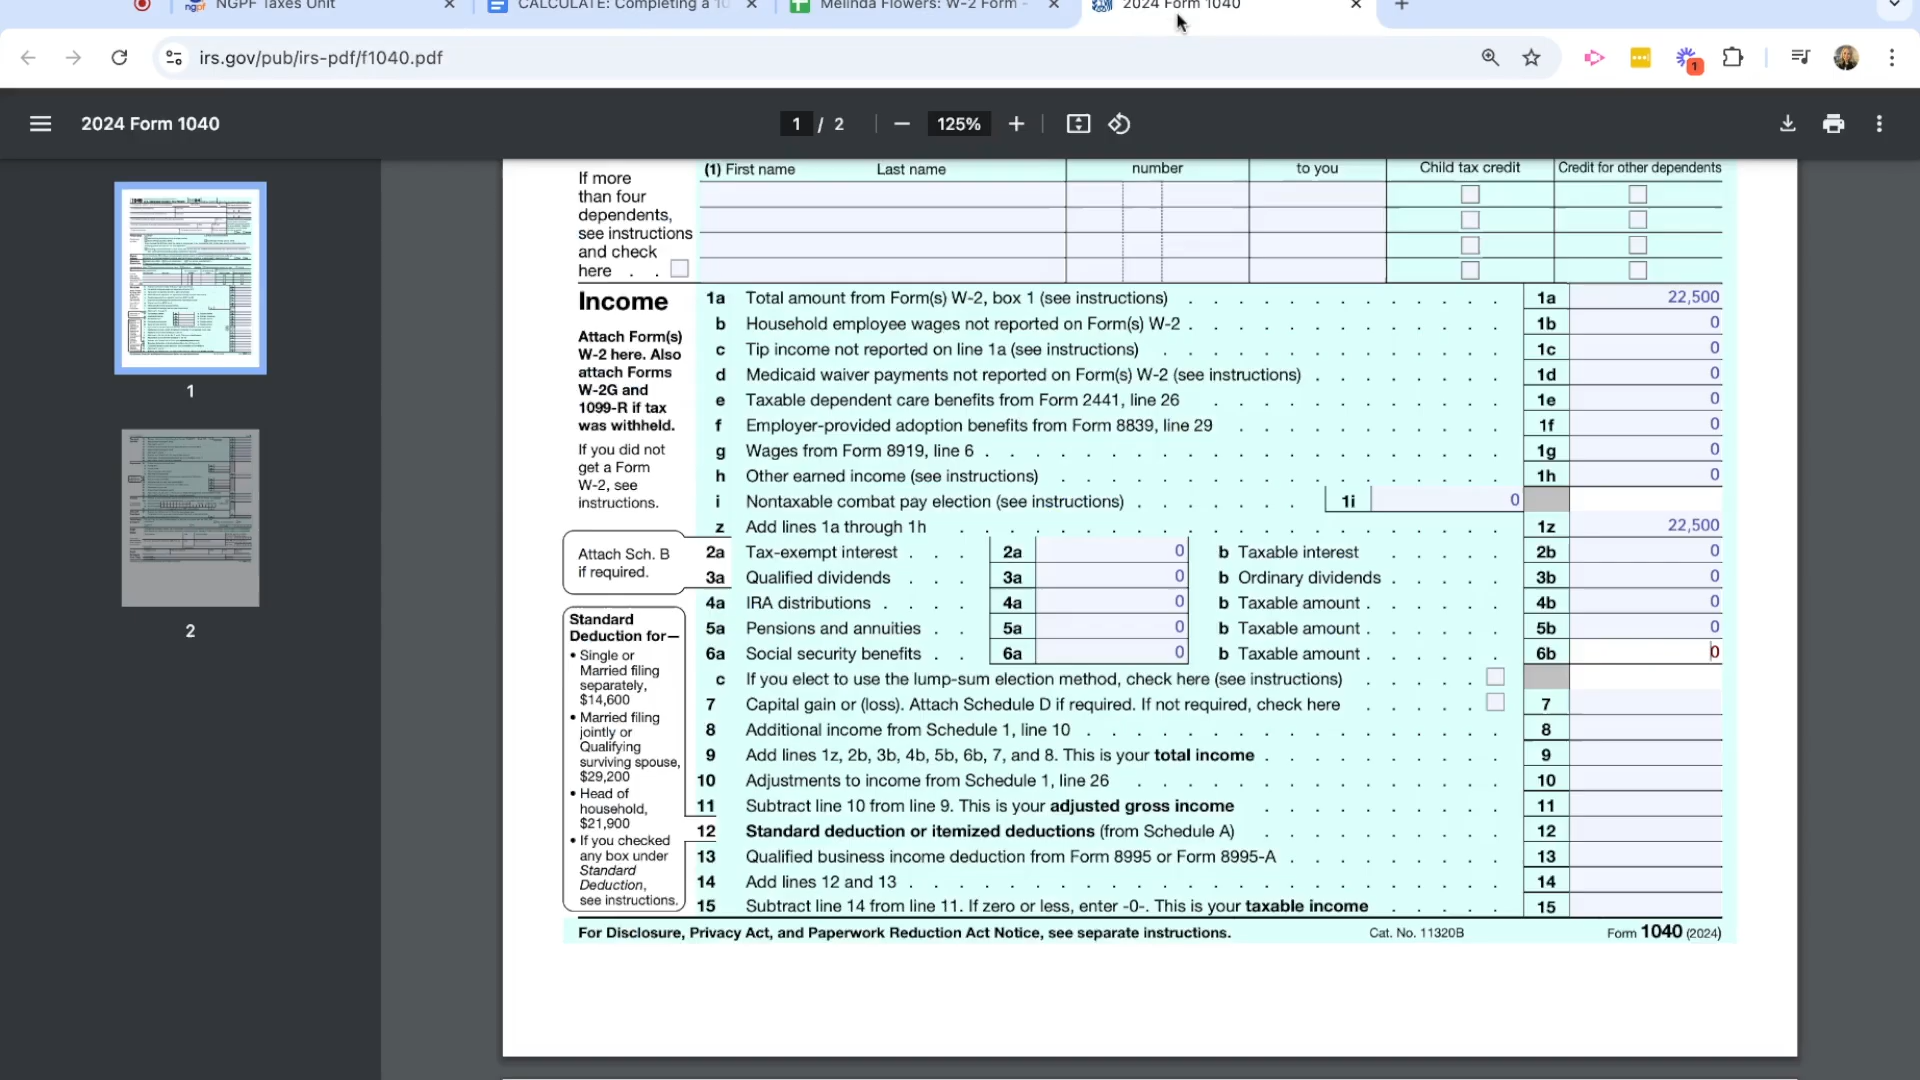 NGPF Taxes Unit
CALCULATE: Completing a 10
Melinda Flowers: W-2 Form -
2024 Form 1040
irs.gov/pub/irs-pdf/f1040.pdf
1
2024 Form 1040
1 / 2
125%
1
2
If more
than four
dependents,
see instructions
and check
here . .
(1) First name Last name number to you Child tax credit Credit for other dependents
Income
Attach Form(s)
W-2 here. Also
attach Forms
W-2G and
1099-R if tax
was withheld.
If you did not
get a Form
W-2, see
instructions.
Attach Sch. B
if required.
Standard
Deduction for—
• Single or
Married filing
separately,
$14,600
• Married filing
jointly or
Qualifying
surviving spouse,
$29,200
• Head of
household,
$21,900
• If you checked
any box under
Standard
Deduction,
see instructions.
1a Total amount from Form(s) W-2, box 1 (see instructions) 1a 22,500
b Household employee wages not reported on Form(s) W-2 1b 0
c Tip income not reported on line 1a (see instructions) 1c 0
d Medicaid waiver payments not reported on Form(s) W-2 (see instructions) 1d 0
e Taxable dependent care benefits from Form 2441, line 26 1e 0
f Employer-provided adoption benefits from Form 8839, line 29 1f 0
g Wages from Form 8919, line 6 1g 0
h Other earned income (see instructions) 1h 0
i Nontaxable combat pay election (see instructions) 1i 0
z Add lines 1a through 1h 1z 22,500
2a Tax-exempt interest 2a 0 b Taxable interest 2b 0
3a Qualified dividends 3a 0 b Ordinary dividends 3b 0
4a IRA distributions 4a 0 b Taxable amount 4b 0
5a Pensions and annuities 5a 0 b Taxable amount 5b 0
6a Social security benefits 6a 0 b Taxable amount 6b 0
c If you elect to use the lump-sum election method, check here (see instructions)
7 Capital gain or (loss). Attach Schedule D if required. If not required, check here 7
8 Additional income from Schedule 1, line 10 8
9 Add lines 1z, 2b, 3b, 4b, 5b, 6b, 7, and 8. This is your total income 9
10 Adjustments to income from Schedule 1, line 26 10
11 Subtract line 10 from line 9. This is your adjusted gross income 11
12 Standard deduction or itemized deductions (from Schedule A) 12
13 Qualified business income deduction from Form 8995 or Form 8995-A 13
14 Add lines 12 and 13 14
15 Subtract line 14 from line 11. If zero or less, enter -0-. This is your taxable income 15
For Disclosure, Privacy Act, and Paperwork Reduction Act Notice, see separate instructions. Cat. No. 11320B Form 1040 (2024)